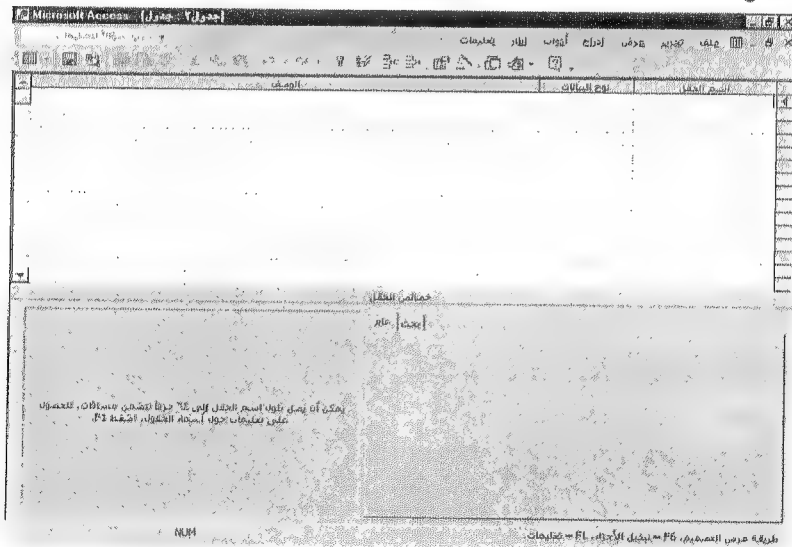 Microsoft Access - [جدول٢ : جدول]
ملف تحرير عرض إدراج أدوات إطار تعليمات
اسم الحقل نوع البيانات الوصف
خصائص الحقل
عام بحث
يمكن أن يصل طول اسم الحقل إلى ٦٤ حرفاً تتضمن مسافات. للحصول
على تعليمات حول أسماء الحقول، اضغط F1.
طريقة عرض التصميم. F6 = تبديل الأجزاء. F1 = تعليمات.
NUM